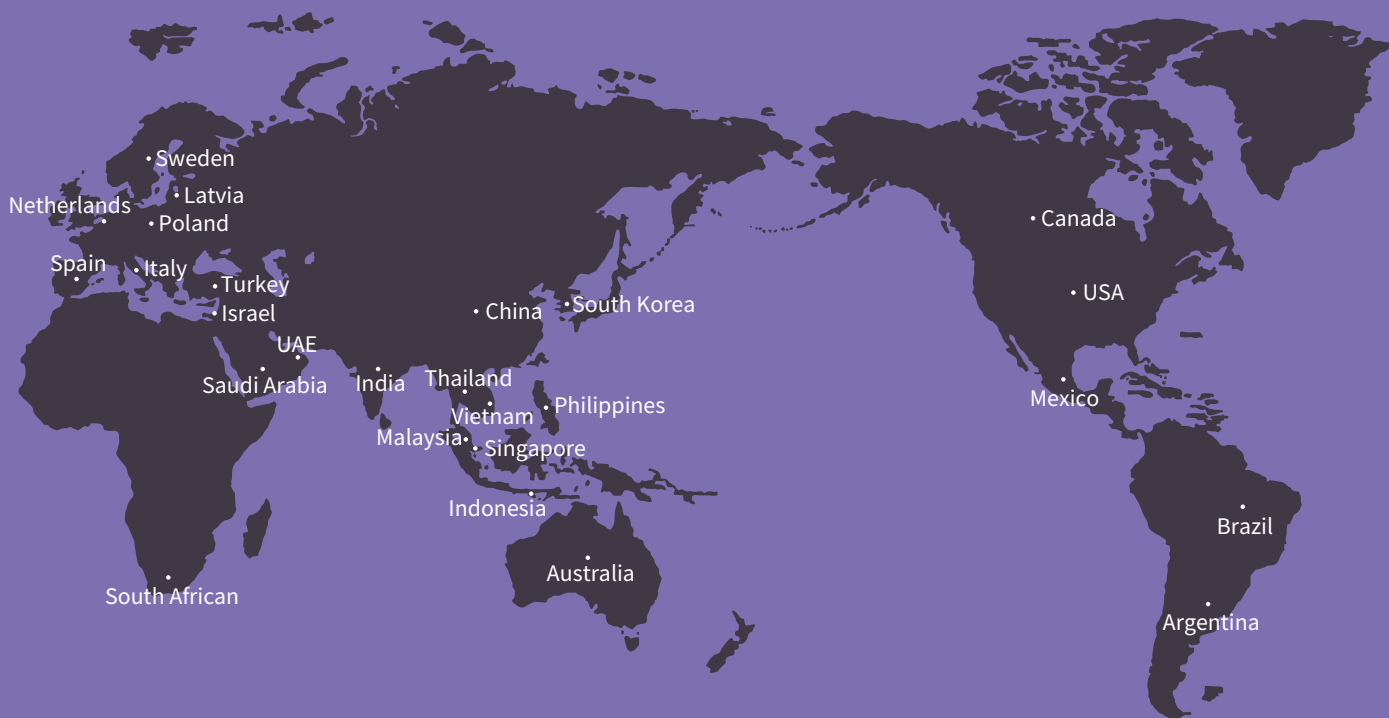 Sweden
Latvia
Netherlands
Poland
Canada
Spain
Italy
Turkey
USA
South Korea
China
Israel
UAE
Thailand
Saudi Arabia
India
Mexico
Philippines
Vietnam
Malaysia
Singapore
Indonesia
Brazil
Australia
South African
Argentina